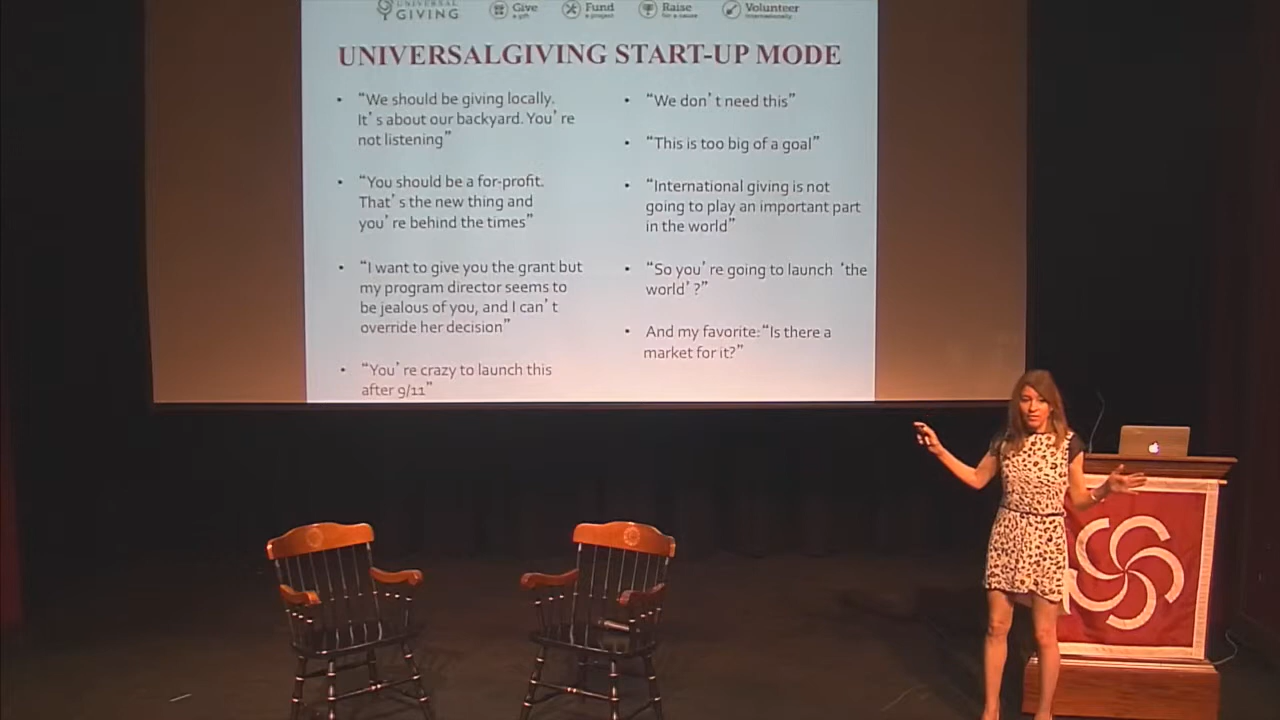 UNIVERSAL
GIVING
Give
a gift
Fund
a project
Raise
for a cause
Volunteer
internationally
UNIVERSALGIVING START-UP MODE
• “We should be giving locally.
It’s about our backyard. You’re
not listening”
• “You should be a for-profit.
That’s the new thing and
you’re behind the times”
• “I want to give you the grant but
my program director seems to
be jealous of you, and I can’t
override her decision”
• “You’re crazy to launch this
after 9/11”
• “We don’t need this”
• “This is too big of a goal”
• “International giving is not
going to play an important part
in the world”
• “So you’re going to launch ‘the
world’?”
• And my favorite: “Is there a
market for it?”